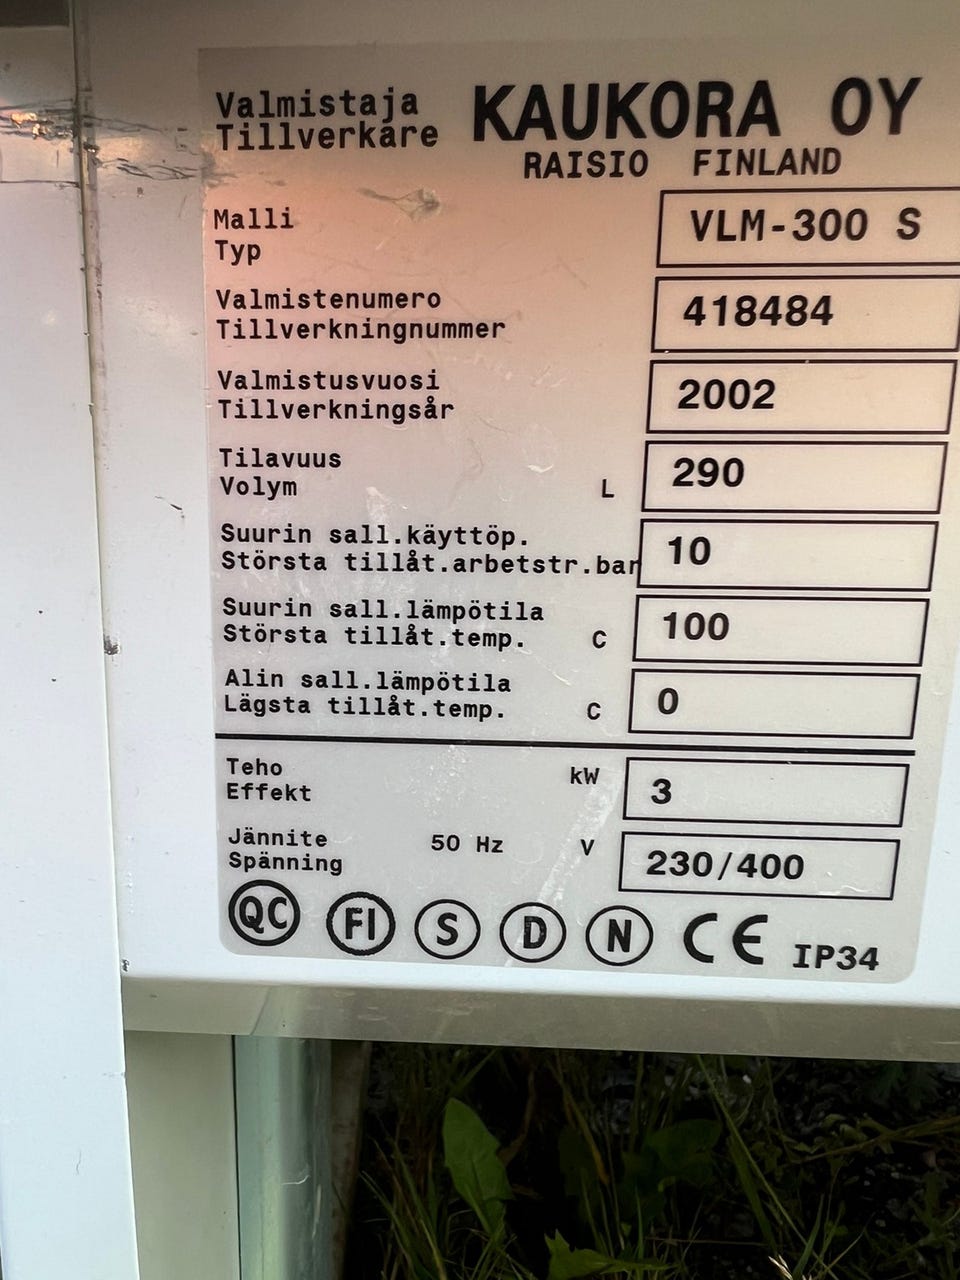 Valmistaja KAUKORA OY
Tillverkare RAISIO FINLAND
Malli
Typ VLM-300 S
Valmistenumero
Tillverkningnummer 418484
Valmistusvuosi
Tillverkningsår 2002
Tilavuus
Volym L 290
Suurin sall.käyttöp.
Största tillåt.arbetstr.bar 10
Suurin sall.lämpötila
Största tillåt.temp. C 100
Alin sall.lämpötila
Lägsta tillåt.temp. C 0
Teho
Effekt kW 3
Jännite 50 Hz V
Spänning 230/400
QC FI S D N CE IP34